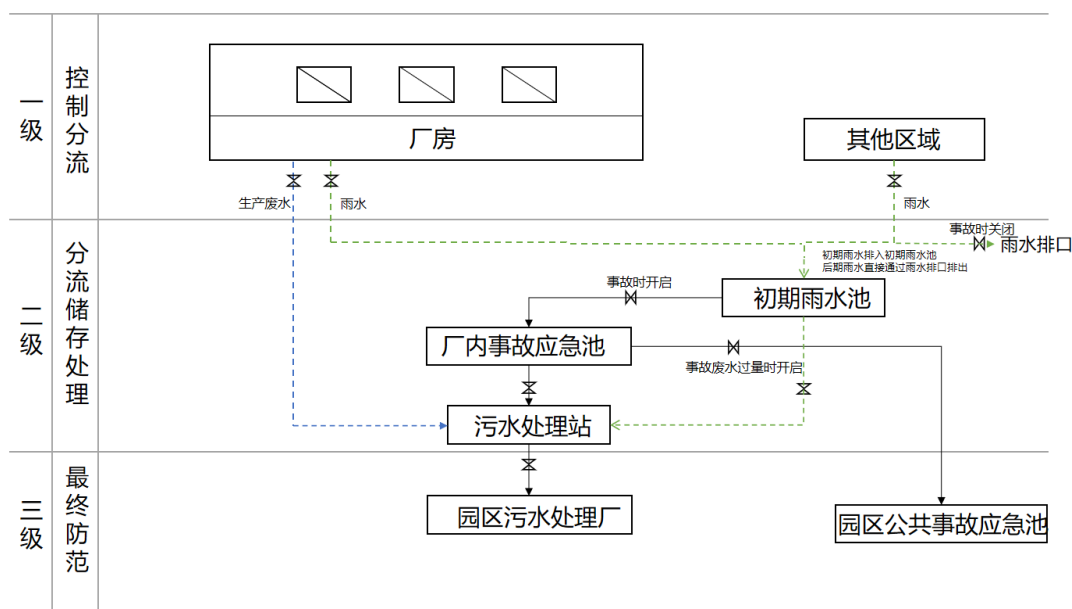 一级
控制分流
厂房
其他区域
生产废水
雨水
雨水
二级
分流储存处理
事故时关闭
雨水排口
初期雨水排入初期雨水池
后期雨水直接通过雨水排口排出
事故时开启
初期雨水池
厂内事故应急池
事故废水过量时开启
污水处理站
三级
最终防范
园区污水处理厂
园区公共事故应急池